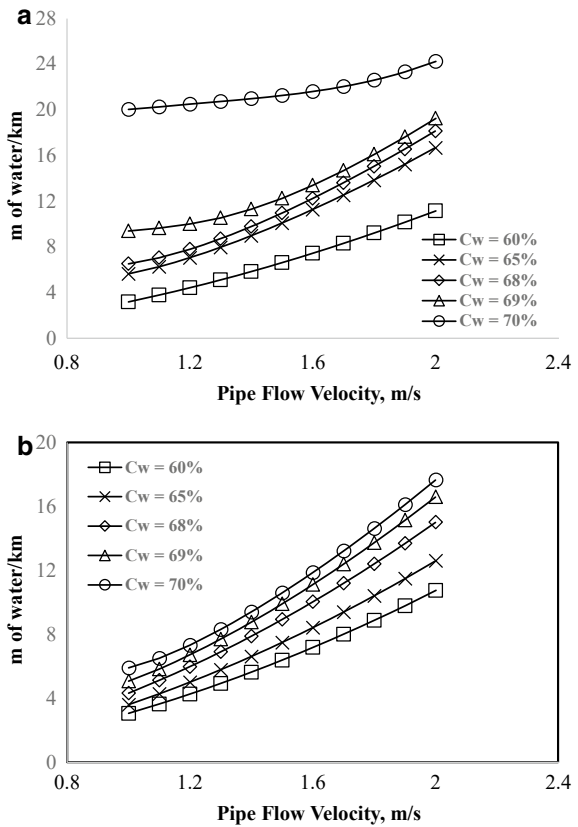 a
28
24
20
16
12
8
4
0
m of water/km
Cw = 60%
Cw = 65%
Cw = 68%
Cw = 69%
Cw = 70%
0.8 1.2 1.6 2 2.4
Pipe Flow Velocity, m/s
b
20
16
12
8
4
0
m of water/km
Cw = 60%
Cw = 65%
Cw = 68%
Cw = 69%
Cw = 70%
0.8 1.2 1.6 2 2.4
Pipe Flow Velocity, m/s